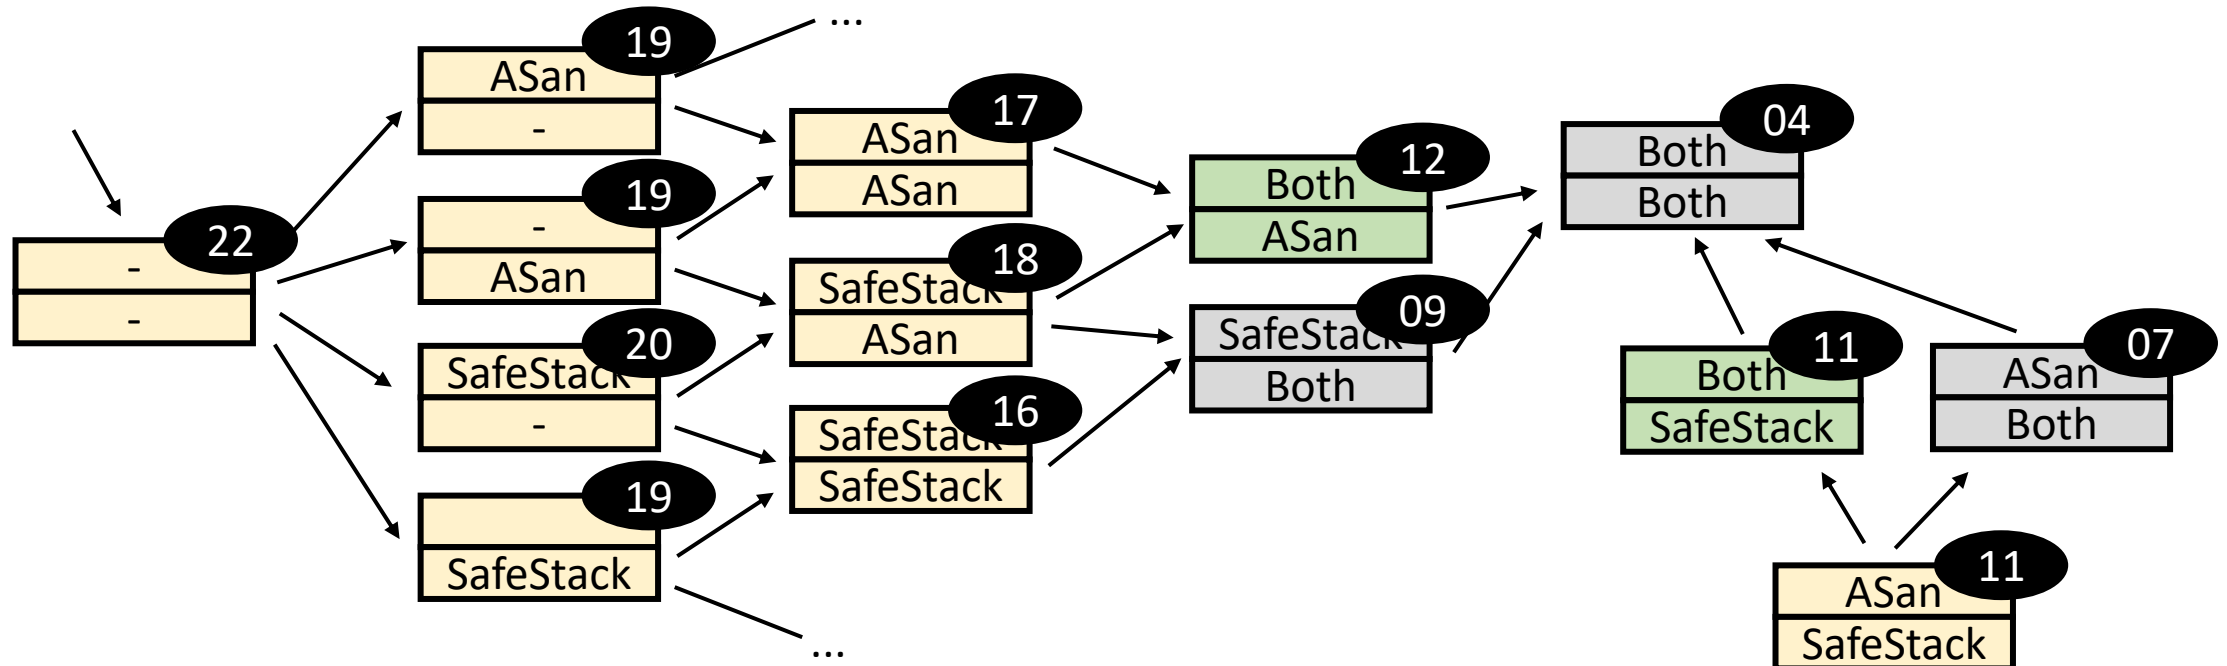 22
-
-
19
ASan
-
19
-
ASan
20
SafeStack
-
19
SafeStack
...
...
17
ASan
ASan
18
SafeStack
ASan
16
SafeStack
SafeStack
12
Both
ASan
09
SafeStack
Both
04
Both
Both
11
Both
SafeStack
07
ASan
Both
11
ASan
SafeStack